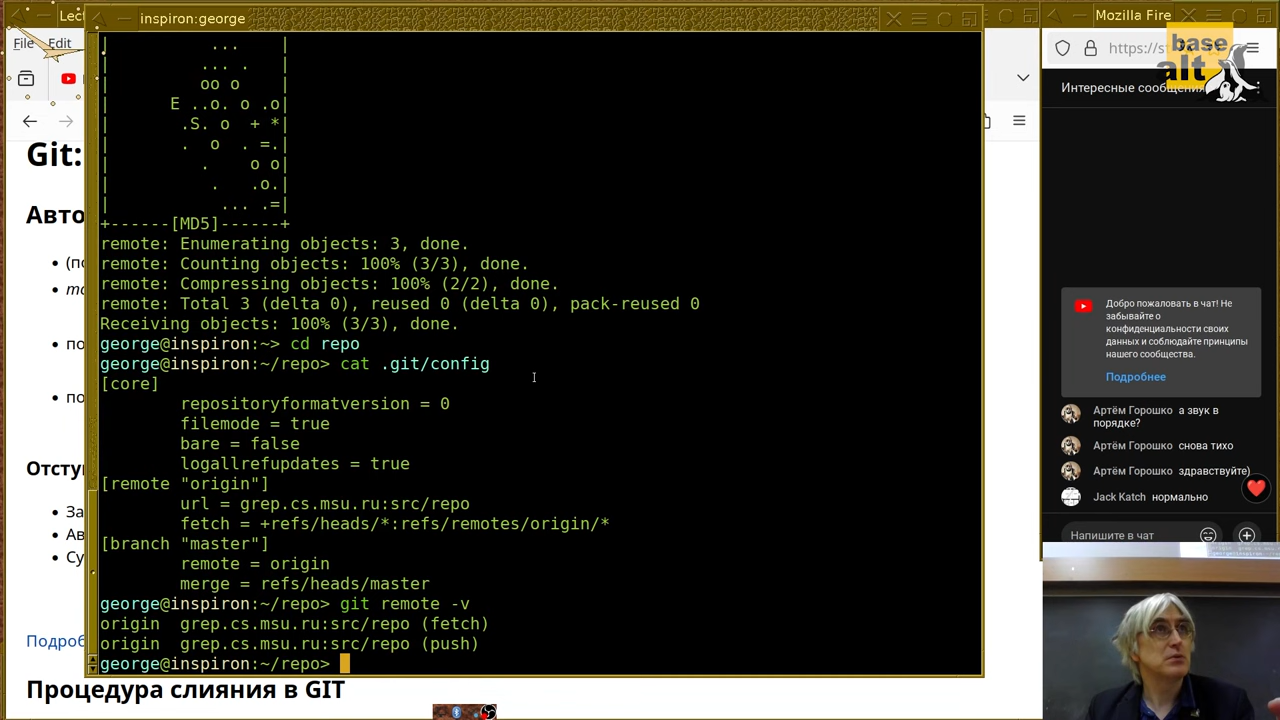 Lect
inspiron:george
Mozilla Fire
File Edit
https://st
base
alt
Интересные сообщения
Git:
Авто
(по
то
по
по
Отсту
За
Ав
Су
Подроб
Процедура слияния в GIT
| ... |
| ... . |
| oo o |
| E ..o. o .o|
| .S. o + *|
| . o . =.|
| . o o|
| . .o.|
| ... .=|
+------[MD5]------+
remote: Enumerating objects: 3, done.
remote: Counting objects: 100% (3/3), done.
remote: Compressing objects: 100% (2/2), done.
remote: Total 3 (delta 0), reused 0 (delta 0), pack-reused 0
Receiving objects: 100% (3/3), done.
george@inspiron:~> cd repo
george@inspiron:~/repo> cat .git/config
[core]
repositoryformatversion = 0
filemode = true
bare = false
logallrefupdates = true
[remote "origin"]
url = grep.cs.msu.ru:src/repo
fetch = +refs/heads/*:refs/remotes/origin/*
[branch "master"]
remote = origin
merge = refs/heads/master
george@inspiron:~/repo> git remote -v
origin grep.cs.msu.ru:src/repo (fetch)
origin grep.cs.msu.ru:src/repo (push)
george@inspiron:~/repo>
Добро пожаловать в чат! Не
забывайте о
конфиденциальности своих
данных и соблюдайте принципы
нашего сообщества.
Подробнее
Артём Горошко а звук в
порядке?
Артём Горошко снова тихо
Артём Горошко здравствуйте)
Jack Katch нормально
Напишите в чат